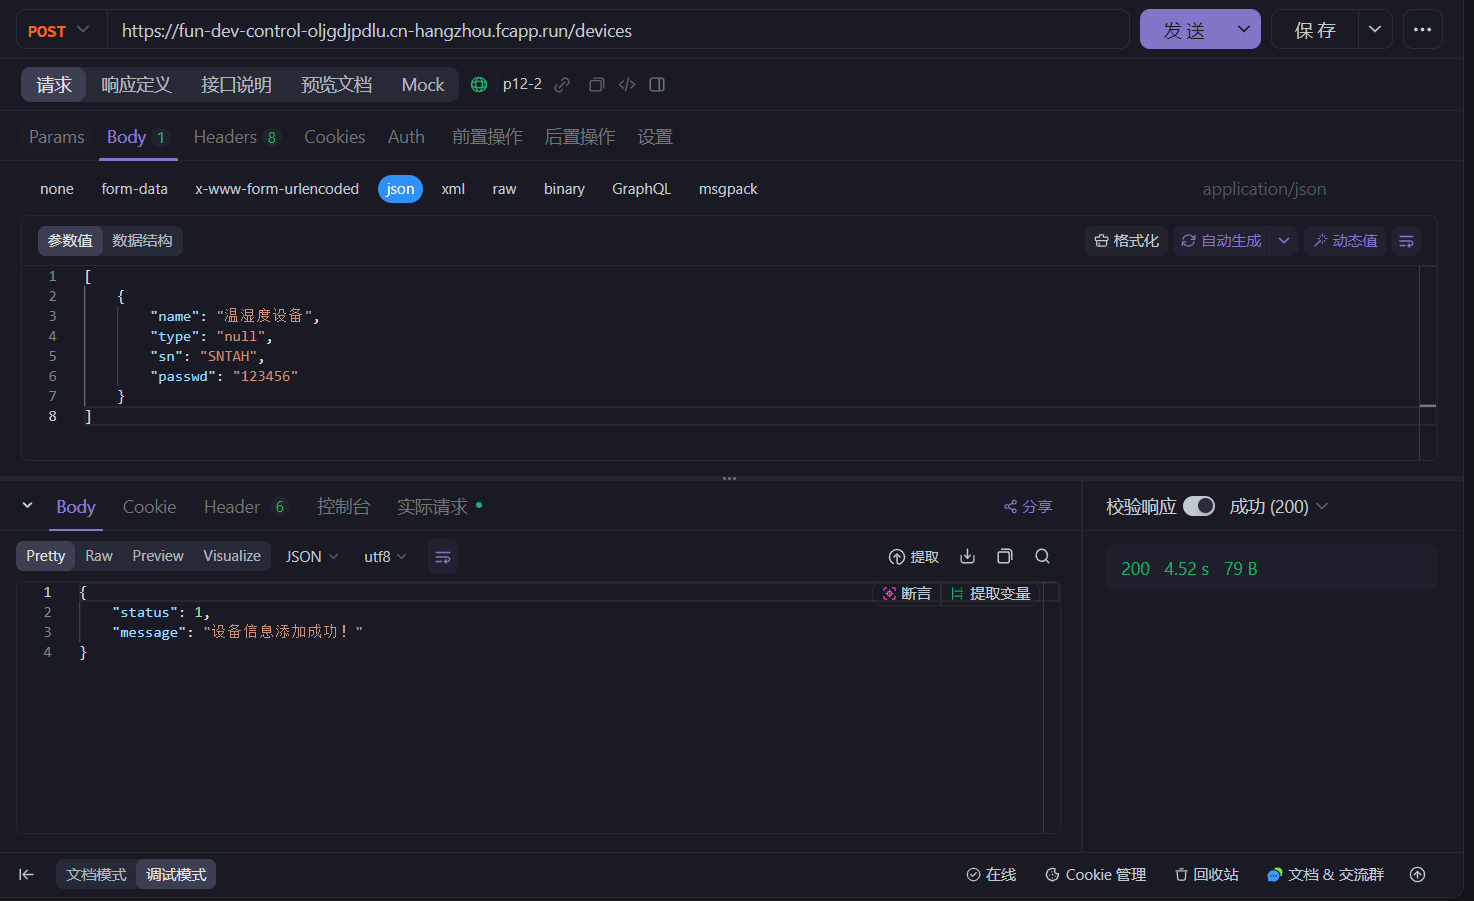 POST
https://fun-dev-control-oljgdjpdlu.cn-hangzhou.fcapp.run/devices
发 送
保 存
请求 响应定义 接口说明 预览文档 Mock p12-2
Params Body 1 Headers 8 Cookies Auth 前置操作 后置操作 设置
none form-data x-www-form-urlencoded json xml raw binary GraphQL msgpack application/json
参数值 数据结构 格式化 自动生成 动态值
1 [
2 {
3 "name": "温湿度设备",
4 "type": "null",
5 "sn": "SNTAH",
6 "passwd": "123456"
7 }
8 ]
Body Cookie Header 6 控制台 实际请求 分享
校验响应 成功 (200)
Pretty Raw Preview Visualize JSON utf8 提取
200 4.52 s 79 B
断言 提取变量
1 {
2 "status": 1,
3 "message": "设备信息添加成功！"
4 }
文档模式 调试模式 在线 Cookie 管理 回收站 文档 & 交流群